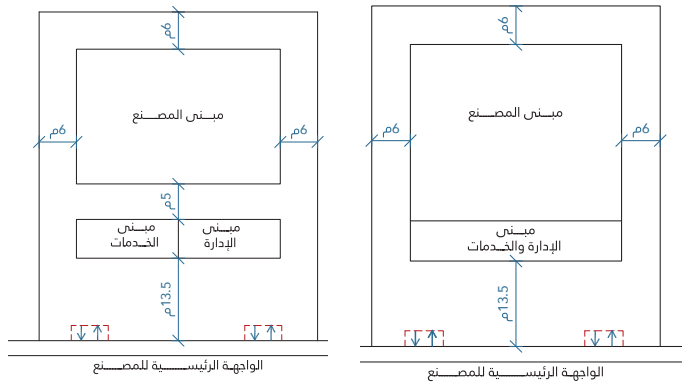 6م
مبنى المصنع
6م
6م
5م
مبنى
الإدارة
مبنى
الخدمات
13.5م
الواجهة الرئيسية للمصنع
6م
مبنى المصنع
6م
6م
مبنى
الإدارة والخدمات
13.5م
الواجهة الرئيسية للمصنع